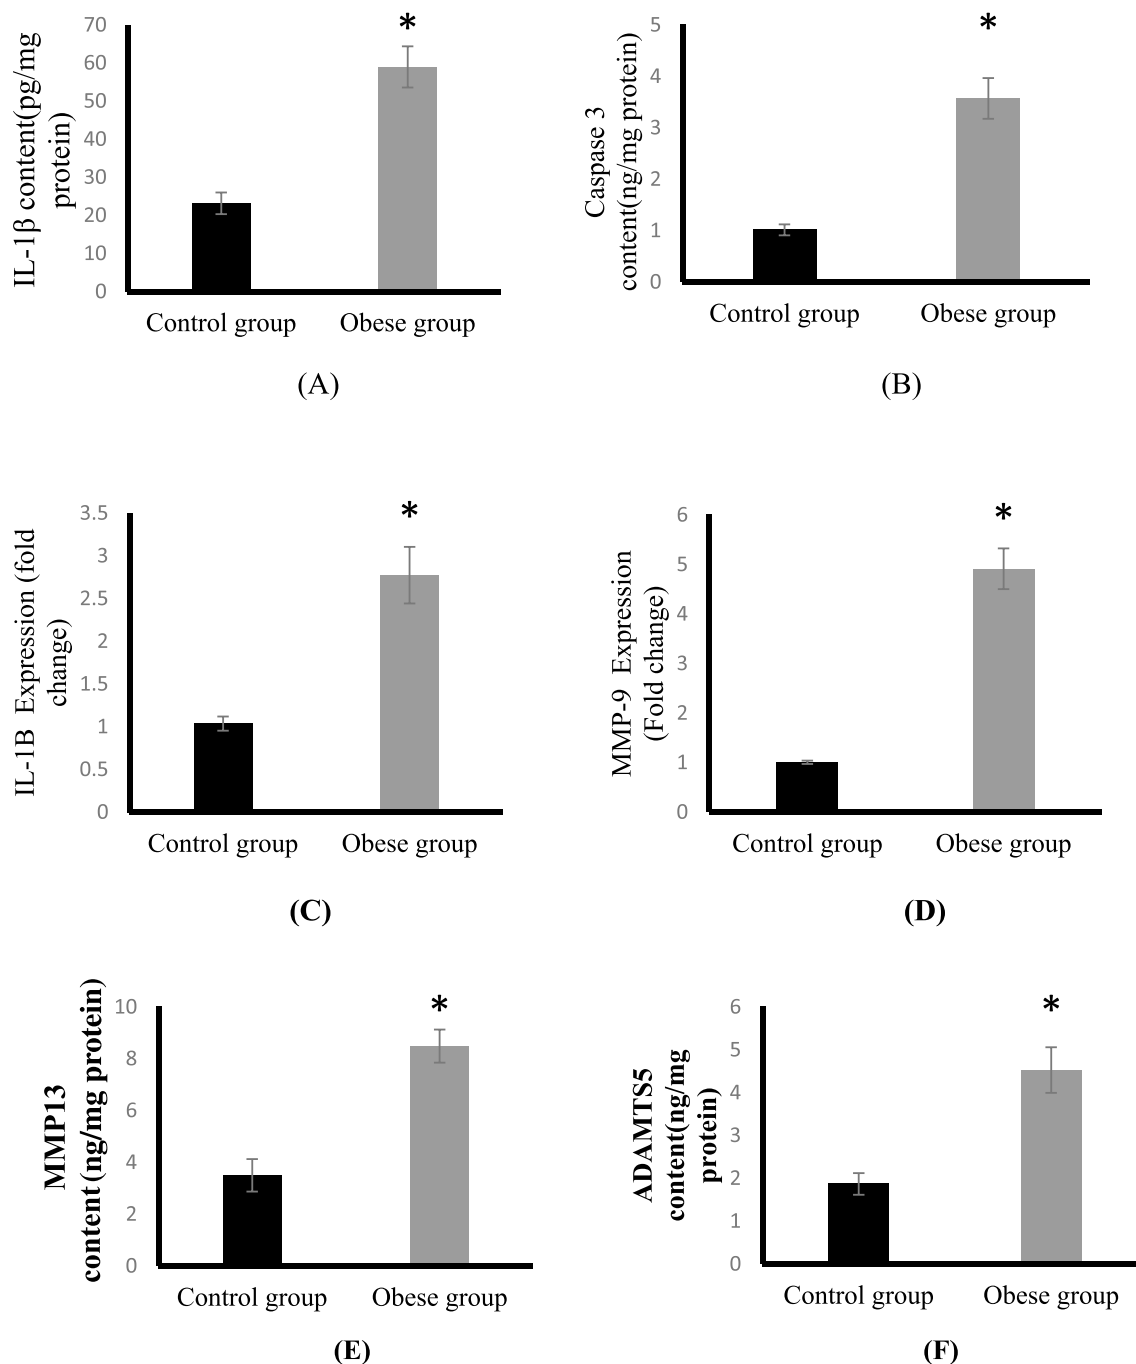 IL-1β content(pg/mg
protein)
70
60
50
40
30
20
10
0
*
Control group
Obese group
(A)
Caspase 3
content(ng/mg protein)
5
4
3
2
1
0
*
Control group
Obese group
(B)
IL-1B Expression (fold
change)
3.5
3
2.5
2
1.5
1
0.5
0
*
Control group
Obese group
(C)
MMP-9 Expression
(Fold change)
6
5
4
3
2
1
0
*
Control group
Obese group
(D)
MMP13
content (ng/mg protein)
10
8
6
4
2
0
*
Control group
Obese group
(E)
ADAMTS5
content(ng/mg
protein)
6
5
4
3
2
1
0
*
Control group
Obese group
(F)